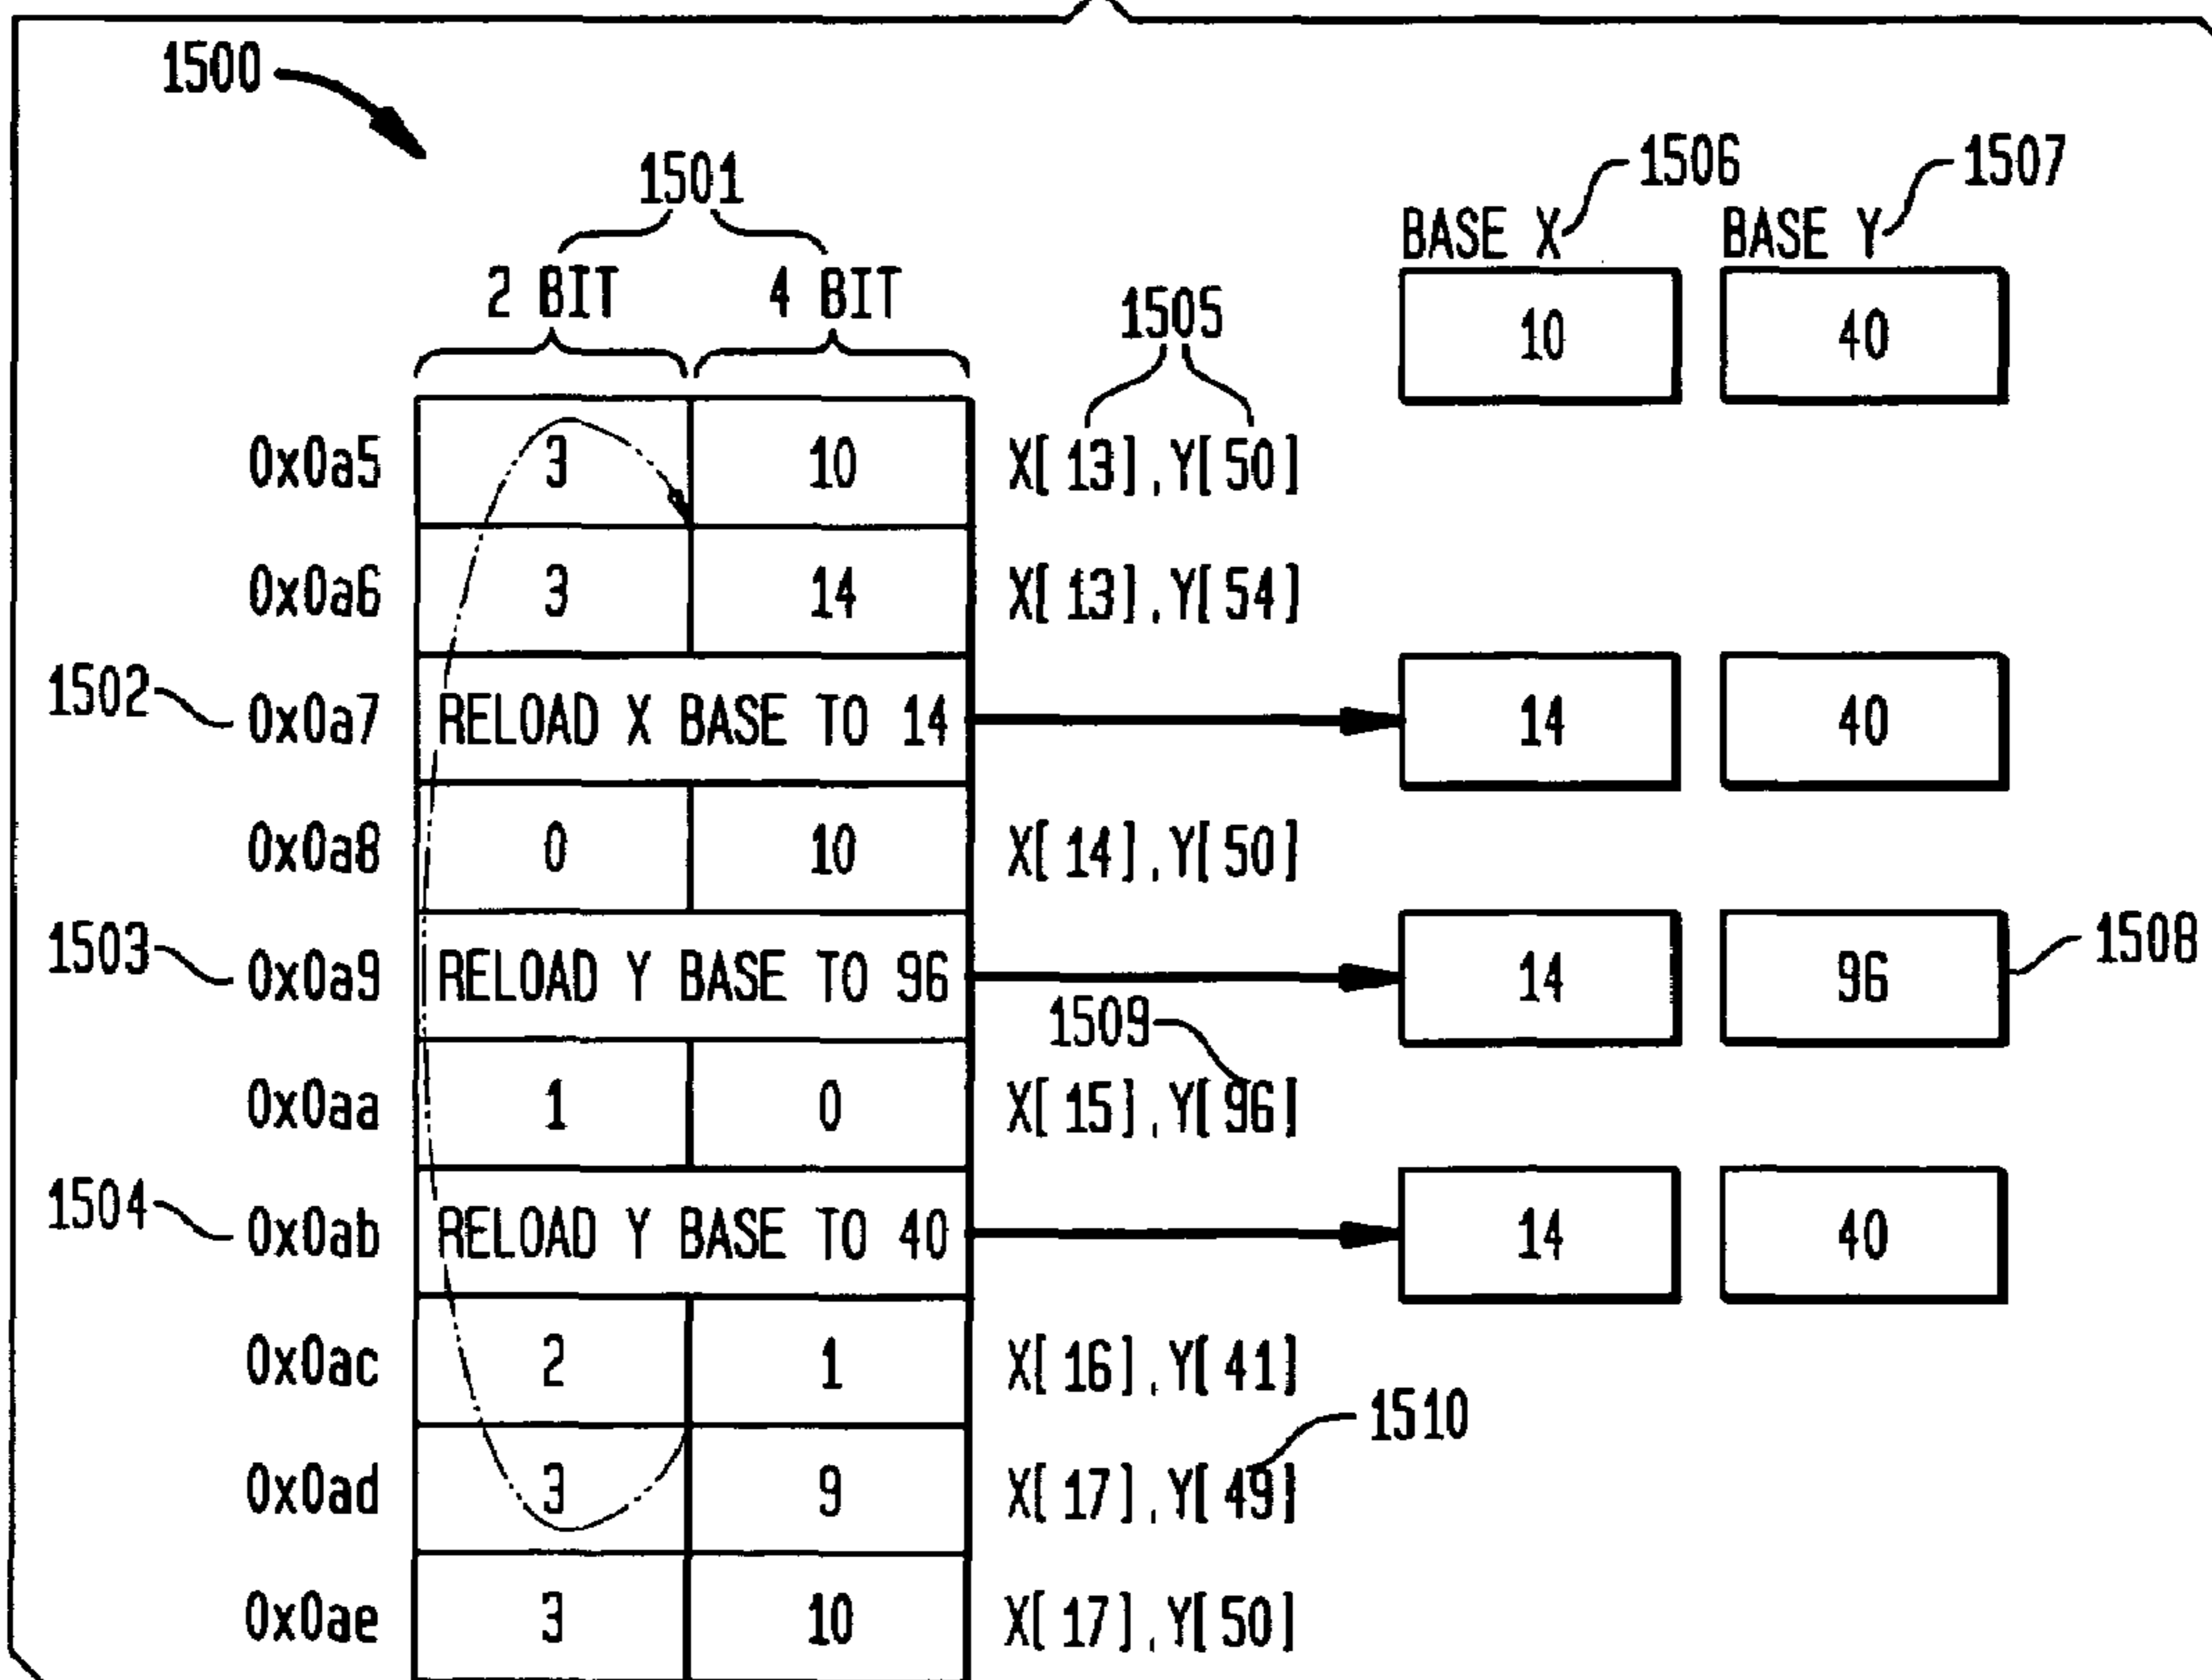 1500
1501
1506 1507
BASE X BASE Y
2 BIT 4 BIT
1505
10 40
0x0a5 3 10 X[13],Y[50]
0x0a6 3 14 X[13],Y[54]
1502 0x0a7 RELOAD X BASE TO 14 14 40
0x0a8 0 10 X[14],Y[50]
1503 0x0a9 RELOAD Y BASE TO 96 14 96 1508
1509
0x0aa 1 0 X[15],Y[96]
1504 0x0ab RELOAD Y BASE TO 40 14 40
0x0ac 2 1 X[16],Y[41]
1510
0x0ad 3 9 X[17],Y[49]
0x0ae 3 10 X[17],Y[50]